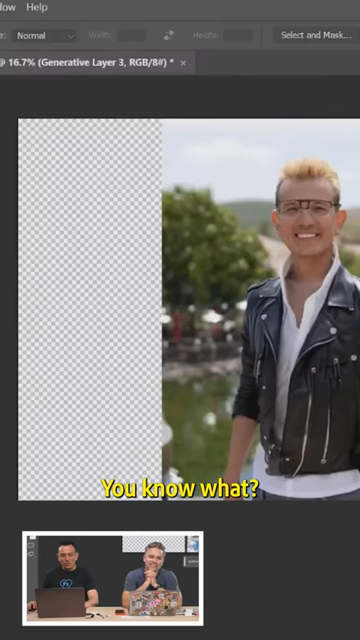 ow Help
e: Normal Width: Height: Select and Mask...
@ 16.7% (Generative Layer 3, RGB/8#) * ×
You know what?